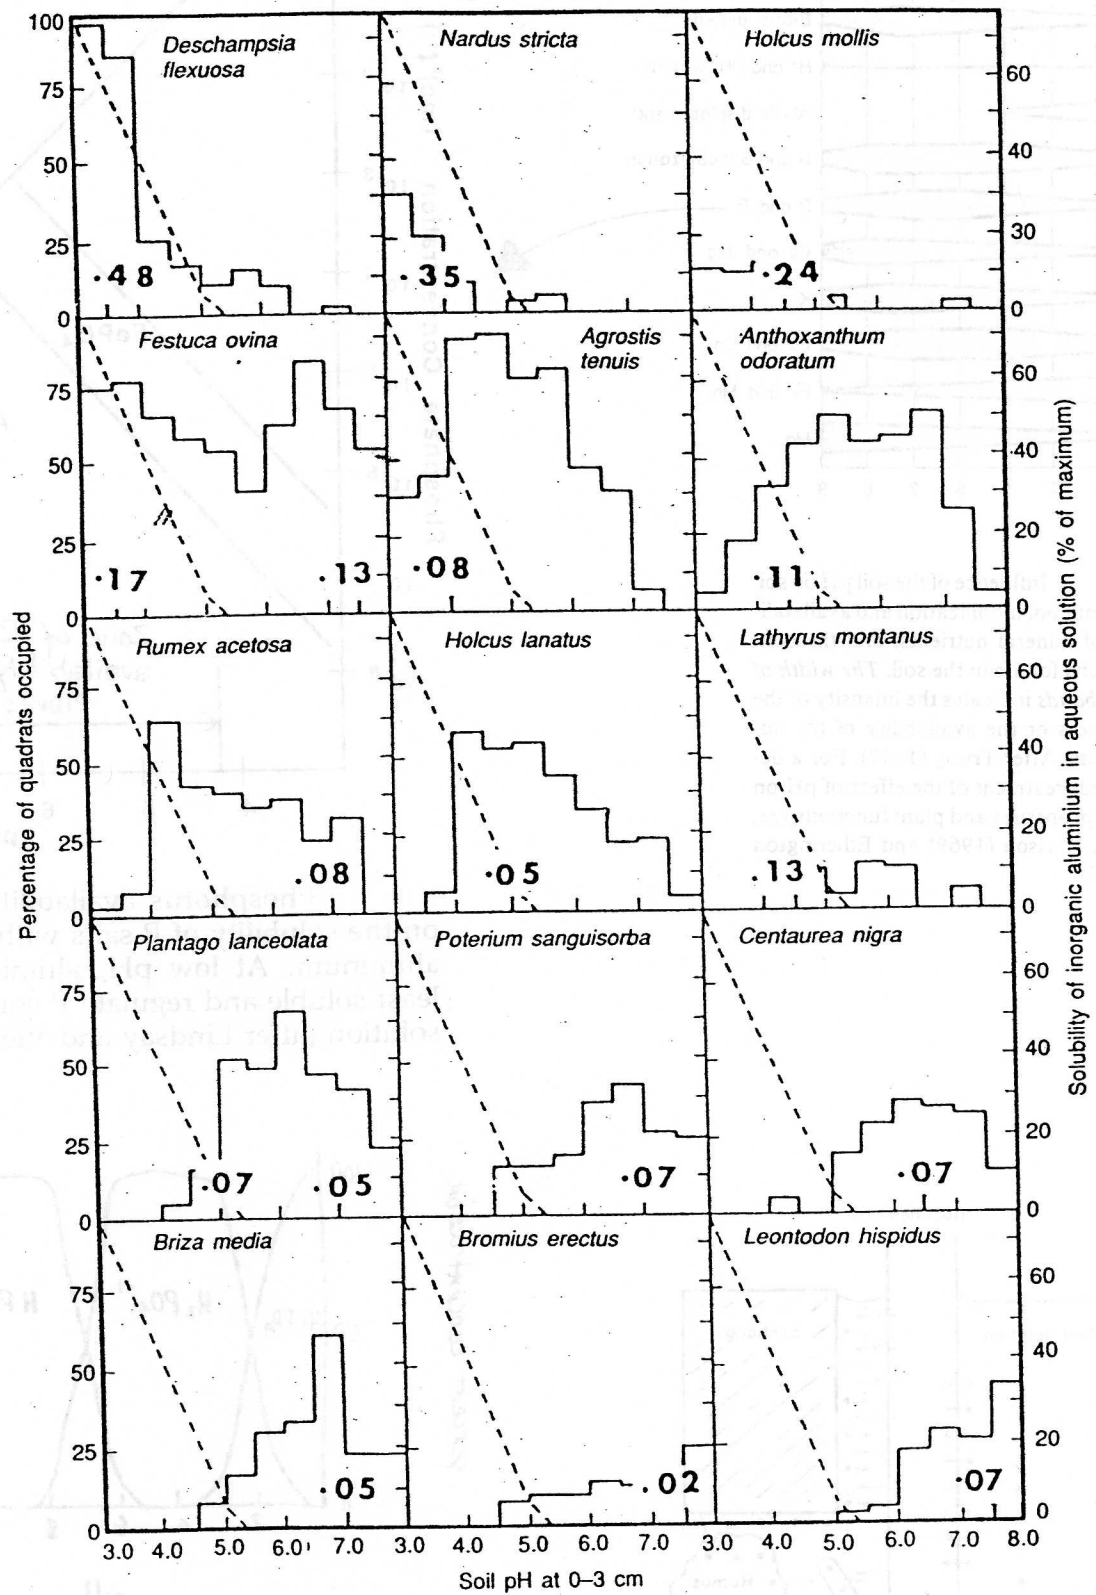 100
75
50
25
0
Deschampsia
flexuosa
.48
Nardus stricta
.35
Holcus mollis
.24
60
40
30
0
75
50
25
0
Festuca ovina
.17
.13
Agrostis
tenuis
.08
Anthoxanthum
odoratum
.11
60
40
20
0
75
50
25
0
Rumex acetosa
.08
Holcus lanatus
.05
Lathyrus montanus
.13
60
40
20
0
75
50
25
0
Plantago lanceolata
.07
.05
Poterium sanguisorba
.07
Centaurea nigra
.07
60
40
20
0
75
50
25
0
Briza media
.05
Bromius erectus
.02
Leontodon hispidus
.07
60
40
20
0
3.0 4.0 5.0 6.0 7.0 3.0 4.0 5.0 6.0 7.0 3.0 4.0 5.0 6.0 7.0 8.0
Soil pH at 0–3 cm
Percentage of quadrats occupied
Solubility of inorganic aluminium in aqueous solution (% of maximum)